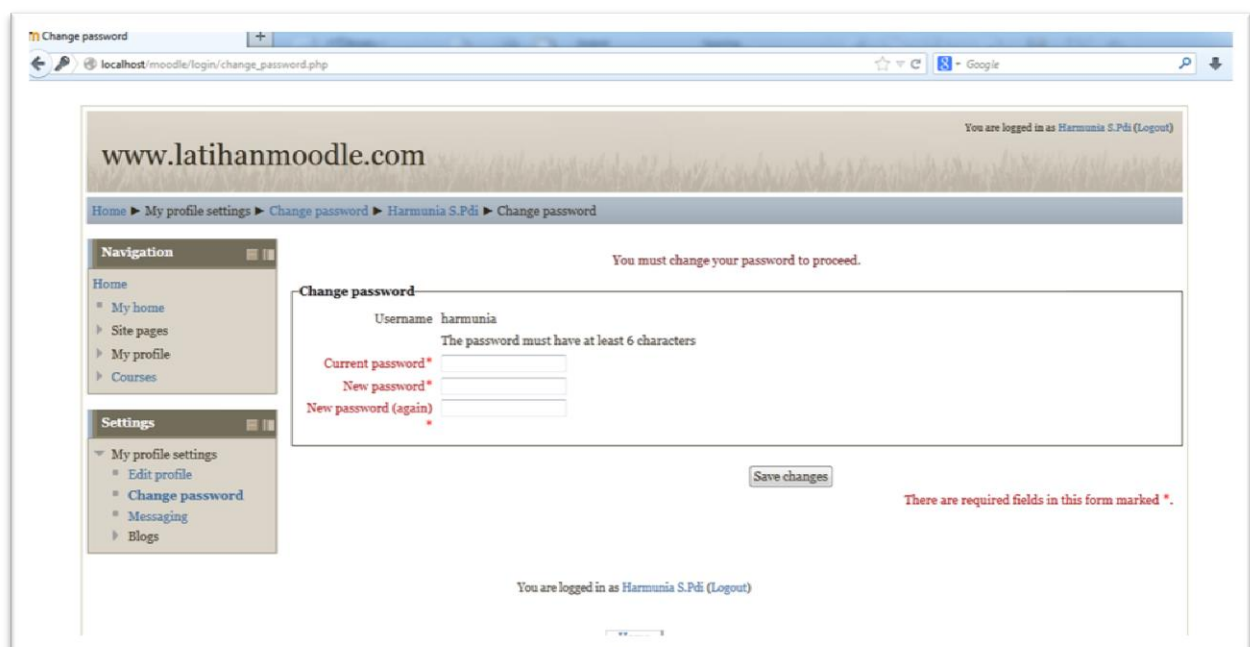 Change password
localhost/moodle/login/change_password.php
Google
You are logged in as Harmunia S.Pdi (Logout)
www.latihanmoodle.com
Home ► My profile settings ► Change password ► Harmunia S.Pdi ► Change password
Navigation
Home
My home
Site pages
My profile
Courses
Settings
My profile settings
Edit profile
Change password
Messaging
Blogs
You must change your password to proceed.
Change password
Username harmunia
The password must have at least 6 characters
Current password*
New password*
New password (again)
*
Save changes
There are required fields in this form marked *.
You are logged in as Harmunia S.Pdi (Logout)